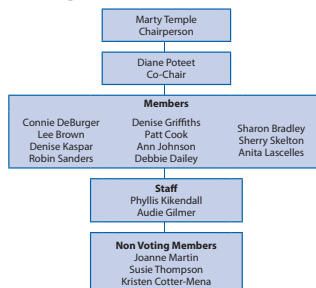 Marty Temple
Chairperson
Diane Poteet
Co-Chair
Members
Connie DeBurger
Lee Brown
Denise Kaspar
Robin Sanders
Denise Griffiths
Patt Cook
Ann Johnson
Debbie Dailey
Sharon Bradley
Sherry Skelton
Anita Lascelles
Staff
Phyllis Kikendall
Audie Gilmer
Non Voting Members
Joanne Martin
Susie Thompson
Kristen Cotter-Mena